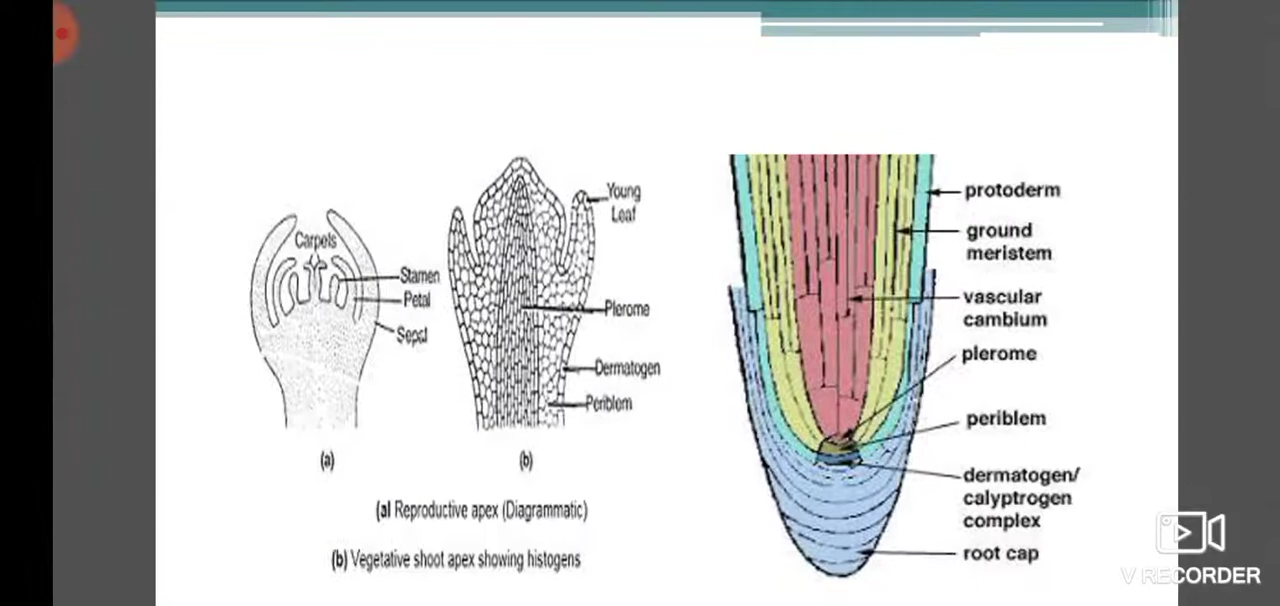 Carpels
Stamen
Petal
Sepal
(a)
Young
Leaf
Plerome
Dermatogen
Periblem
(b)
(a) Reproductive apex (Diagrammatic)
(b) Vegetative shoot apex showing histogens
protoderm
ground
meristem
vascular
cambium
plerome
periblem
dermatogen/
calyptrogen
complex
root cap
V RECORDER